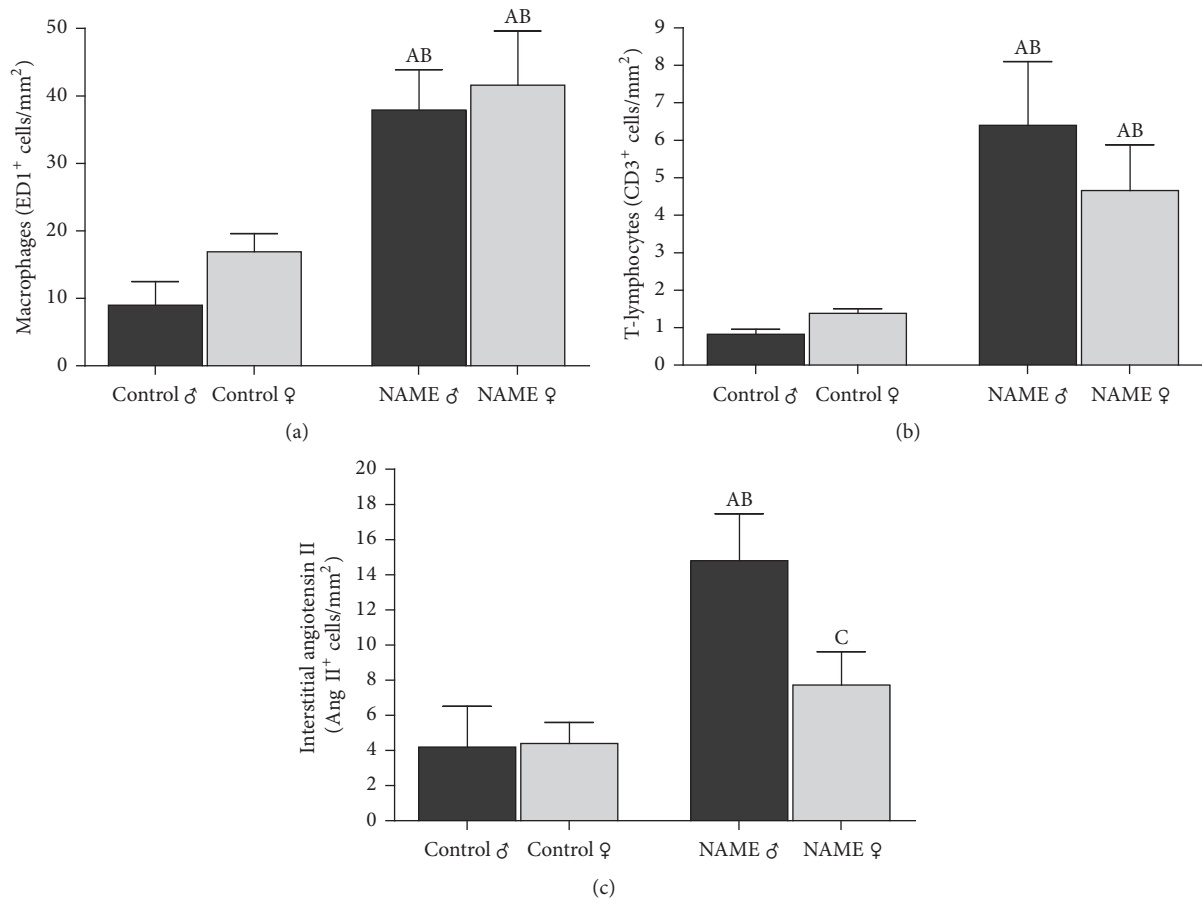 Macrophages (ED1⁺ cells/mm²)
50
40
30
20
10
0
AB
AB
Control ♂
Control ♀
NAME ♂
NAME ♀
(a)
T-lymphocytes (CD3⁺ cells/mm²)
9
8
7
6
5
4
3
2
1
0
AB
AB
Control ♂
Control ♀
NAME ♂
NAME ♀
(b)
Interstitial angiotensin II
(Ang II⁺ cells/mm²)
20
18
16
14
12
10
8
6
4
2
0
AB
C
Control ♂
Control ♀
NAME ♂
NAME ♀
(c)